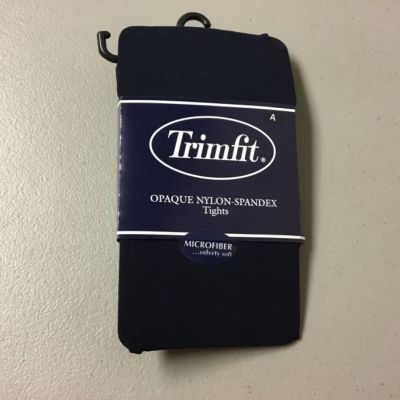 A
Trimfit®
OPAQUE NYLON-SPANDEX
Tights
MICROFIBER
...velvety soft